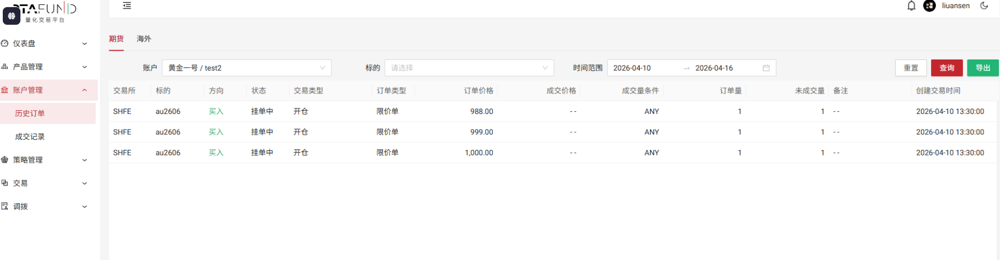 量化交易平台
liuansen
仪表盘
产品管理
账户管理
历史订单
成交记录
策略管理
交易
调拨
期货 海外
账户 黄金一号 / test2 标的 请选择 时间范围 2026-04-10 → 2026-04-16 重置 查询 导出
交易所 标的 方向 状态 交易类型 订单类型 订单价格 成交价格 成交量条件 订单量 未成交量 备注 创建交易时间
SHFE au2606 买入 挂单中 开仓 限价单 988.00 - - ANY 1 1 - - 2026-04-10 13:30:00
SHFE au2606 买入 挂单中 开仓 限价单 999.00 - - ANY 1 1 - - 2026-04-10 13:30:00
SHFE au2606 买入 挂单中 开仓 限价单 1,000.00 - - ANY 1 1 - - 2026-04-10 13:30:00